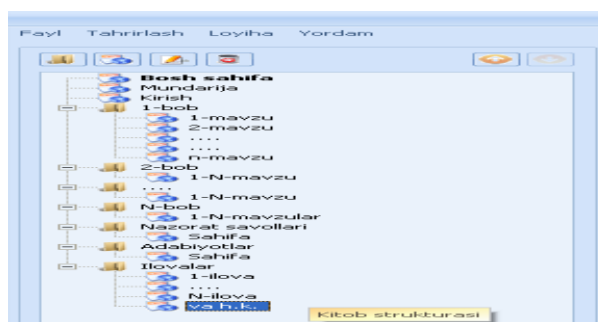 Fayl Tahrirlash Loyiha Yordam
Bosh sahifa
Mundarija
Kirish
1-bob
1-mavzu
2-mavzu
....
....
n-mavzu
2-bob
1-N-mavzu
....
1-N-mavzu
N-bob
1-N-mavzular
Nazorat savollari
Sahifa
Adabiyotlar
Sahifa
Ilovalar
1-ilova
....
N-ilova
va h.k.
Kitob strukturasi